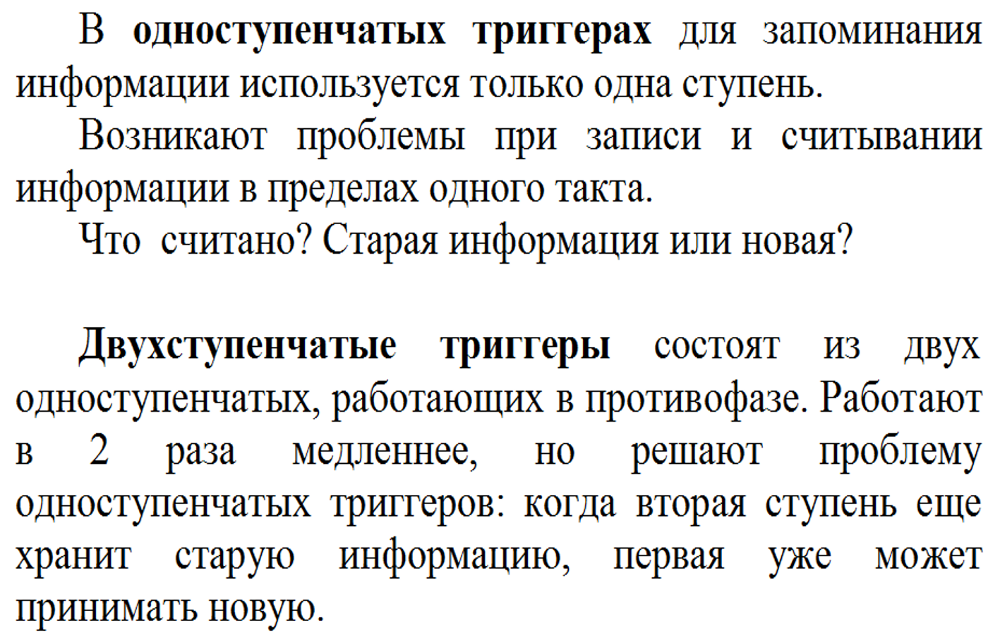 В одноступенчатых триггерах для запоминания
информации используется только одна ступень.
Возникают проблемы при записи и считывании
информации в пределах одного такта.
Что считано? Старая информация или новая?
Двухступенчатые триггеры состоят из двух
одноступенчатых, работающих в противофазе. Работают
в 2 раза медленнее, но решают проблему
одноступенчатых триггеров: когда вторая ступень еще
хранит старую информацию, первая уже может
принимать новую.